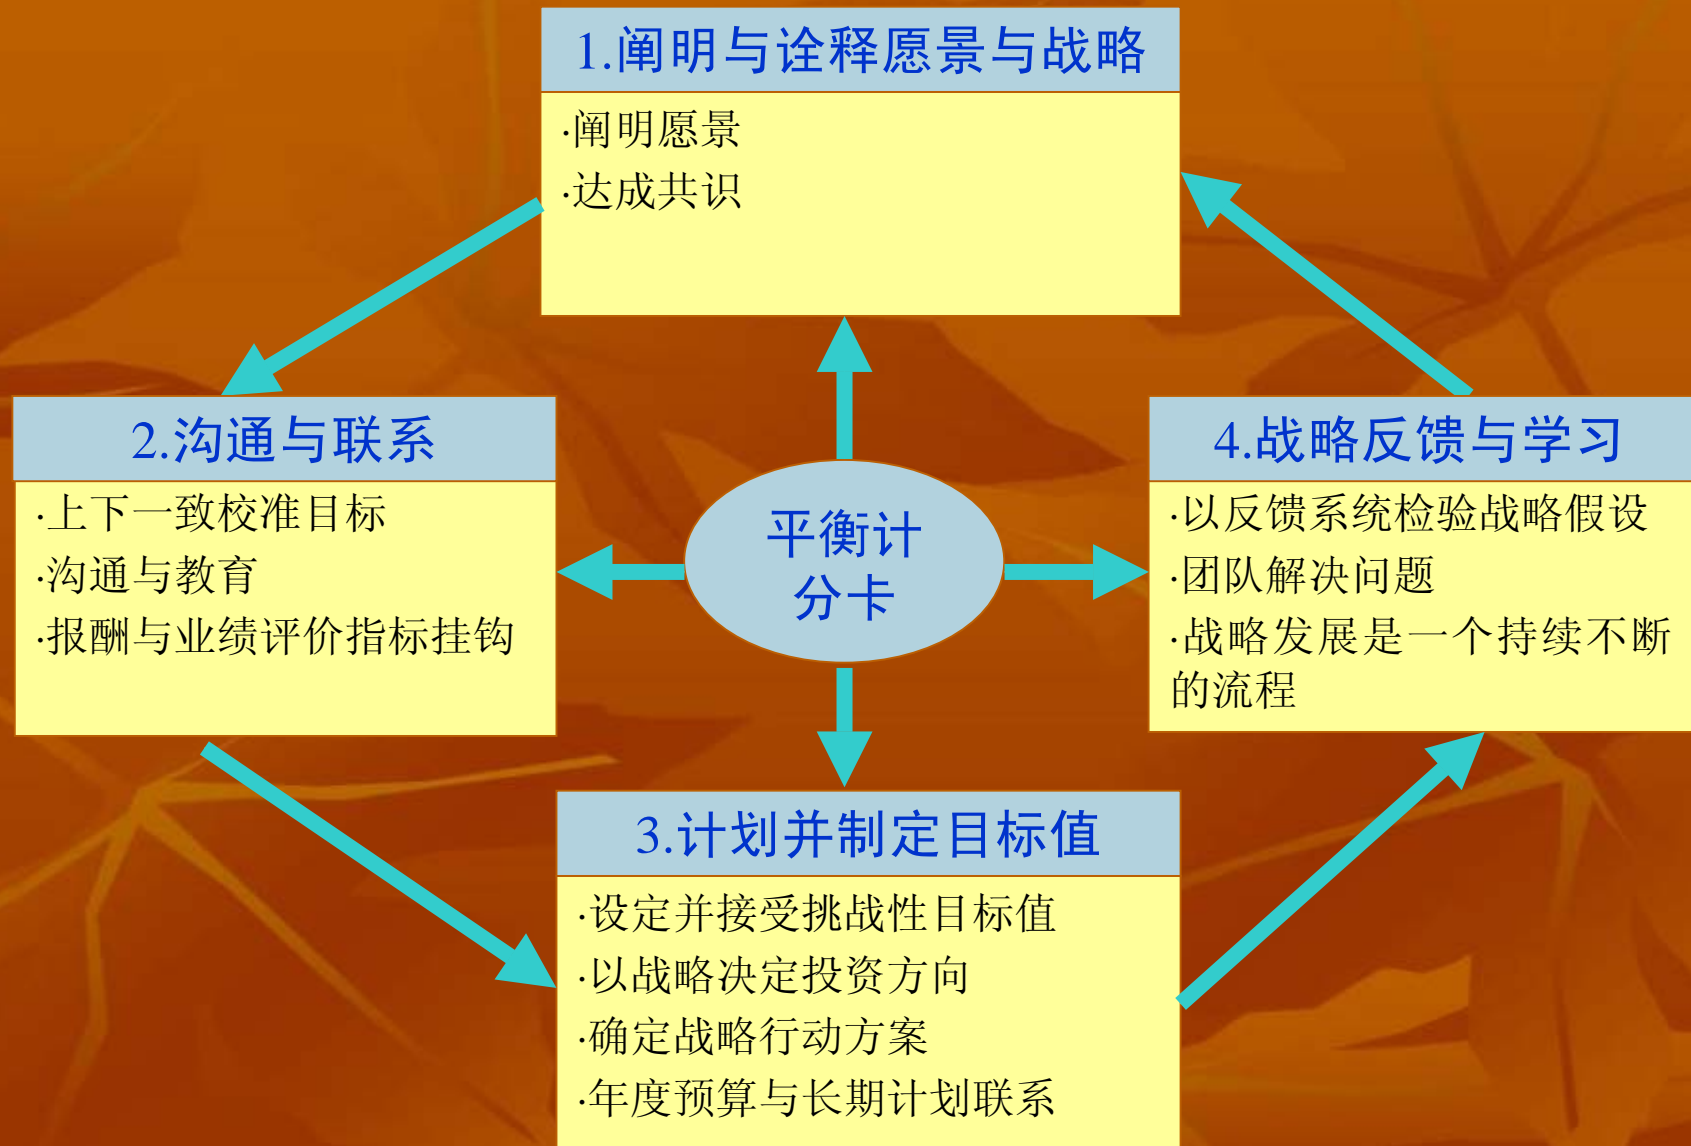 1.阐明与诠释愿景与战略
·阐明愿景
·达成共识
2.沟通与联系
·上下一致校准目标
·沟通与教育
·报酬与业绩评价指标挂钩
平衡计
分卡
4.战略反馈与学习
·以反馈系统检验战略假设
·团队解决问题
·战略发展是一个持续不断
的流程
3.计划并制定目标值
·设定并接受挑战性目标值
·以战略决定投资方向
·确定战略行动方案
·年度预算与长期计划联系